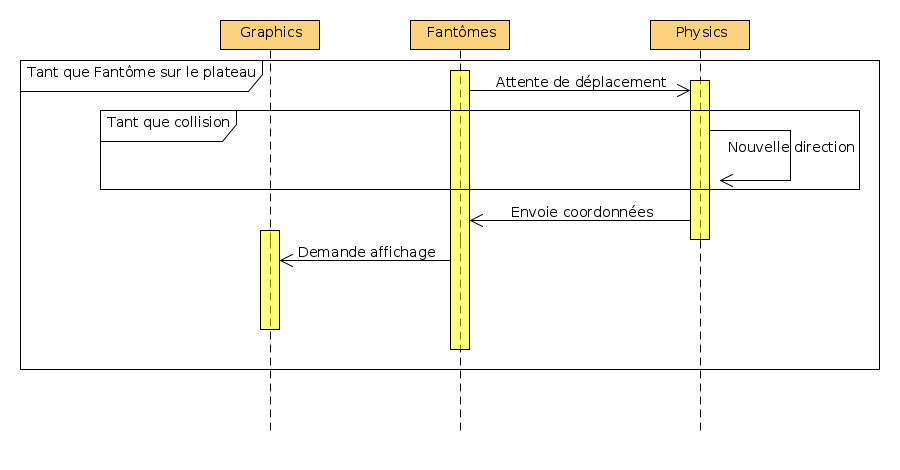 Graphics
Fantômes
Physics
Tant que Fantôme sur le plateau
Attente de déplacement
Tant que collision
Nouvelle direction
Envoie coordonnées
Demande affichage